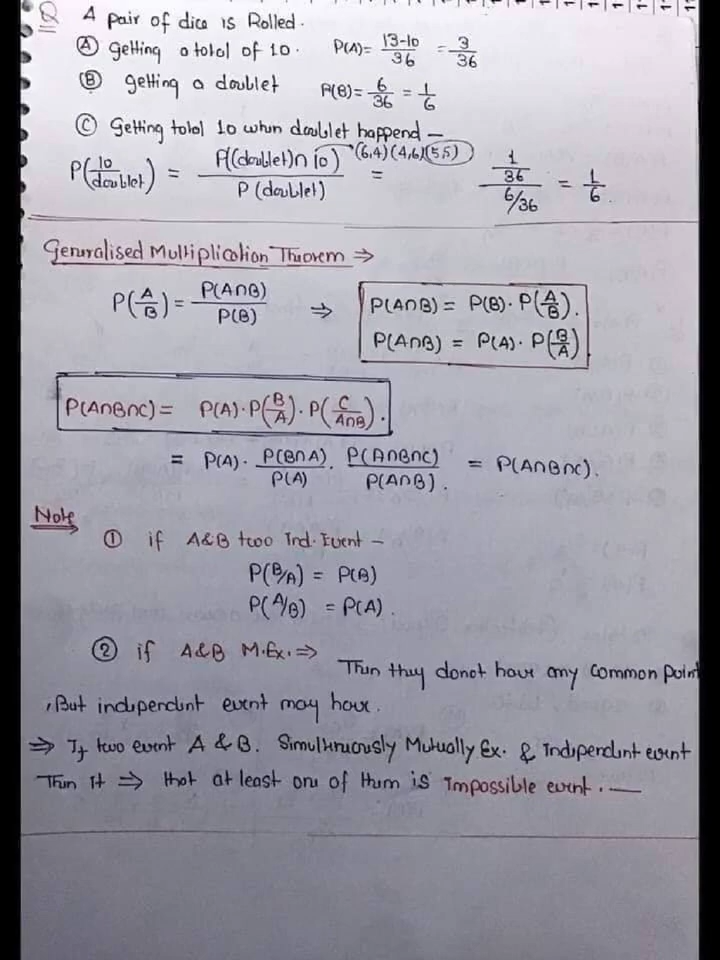 Q A pair of dice is Rolled.
(A) Getting a total of 10. P(A) = 13-10/36 = 3/36
(B) getting a doublet P(B) = 6/36 = 1/6
(C) Getting total 10 when doublet happend —
P(10/doublet) = P((doublet)∩10)/P(doublet) (6,4)(4,6)(5,5) = 1/36 / 6/36 = 1/6.
Generalised Multiplication Theorem ⇒
P(A/B) = P(A∩B)/P(B) ⇒ P(A∩B) = P(B)·P(A/B).
P(A∩B) = P(A)·P(B/A)
P(A∩B∩C) = P(A)·P(B/A)·P(C/A∩B).
= P(A)· P(B∩A)/P(A) · P(A∩B∩C)/P(A∩B). = P(A∩B∩C).
Note
① if A&B two Ind. Event –
P(B/A) = P(B)
P(A/B) = P(A).
② if A&B M.Ex. ⇒
Then they donot have any common point
, But independent event may have.
⇒ If two event A & B. Simultneously Mutually Ex. & Independent event
Then It ⇒ that at least one of them is Impossible event. —